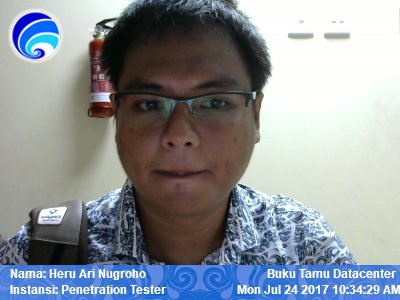 Nama: Heru Ari Nugroho Buku Tamu Datacenter
Instansi: Penetration Tester Mon Jul 24 2017 10:34:29 AM